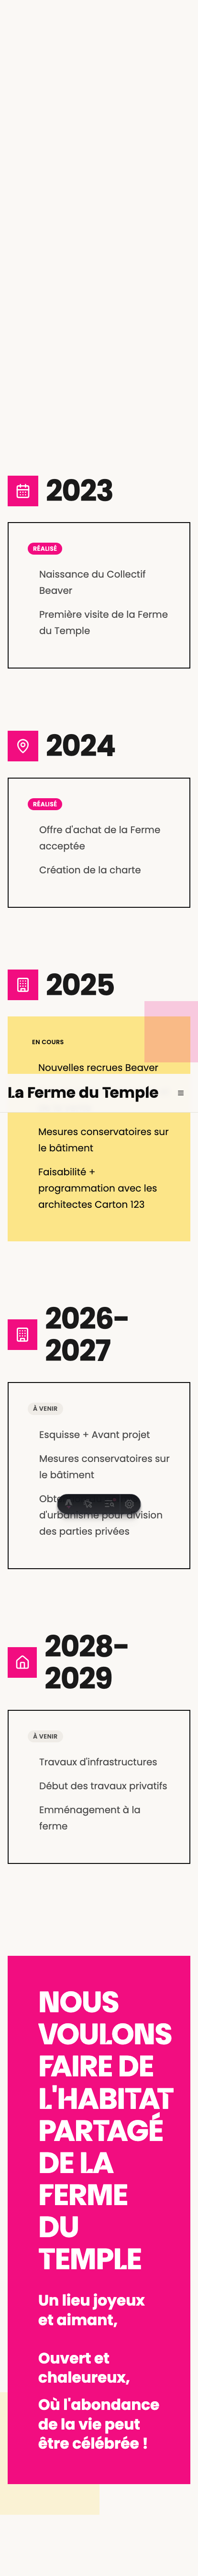 2023
RÉALISÉ
Naissance du Collectif
Beaver
Première visite de la Ferme
du Temple
2024
RÉALISÉ
Offre d'achat de la Ferme
acceptée
Création de la charte
2025
EN COURS
Nouvelles recrues Beaver
La Ferme du Temple
Mesures conservatoires sur
le bâtiment
Faisabilité +
programmation avec les
architectes Carton 123
2026-
2027
À VENIR
Esquisse + Avant projet
Mesures conservatoires sur
le bâtiment
d'urbanisme pour division
des parties privées
2028-
2029
À VENIR
Travaux d'infrastructures
Début des travaux privatifs
Emménagement à la
ferme
NOUS
VOULONS
FAIRE DE
L'HABITAT
PARTAGÉ
DE LA
FERME
DU
TEMPLE
Un lieu joyeux
et aimant,
Ouvert et
chaleureux,
Où l'abondance
de la vie peut
être célébrée !